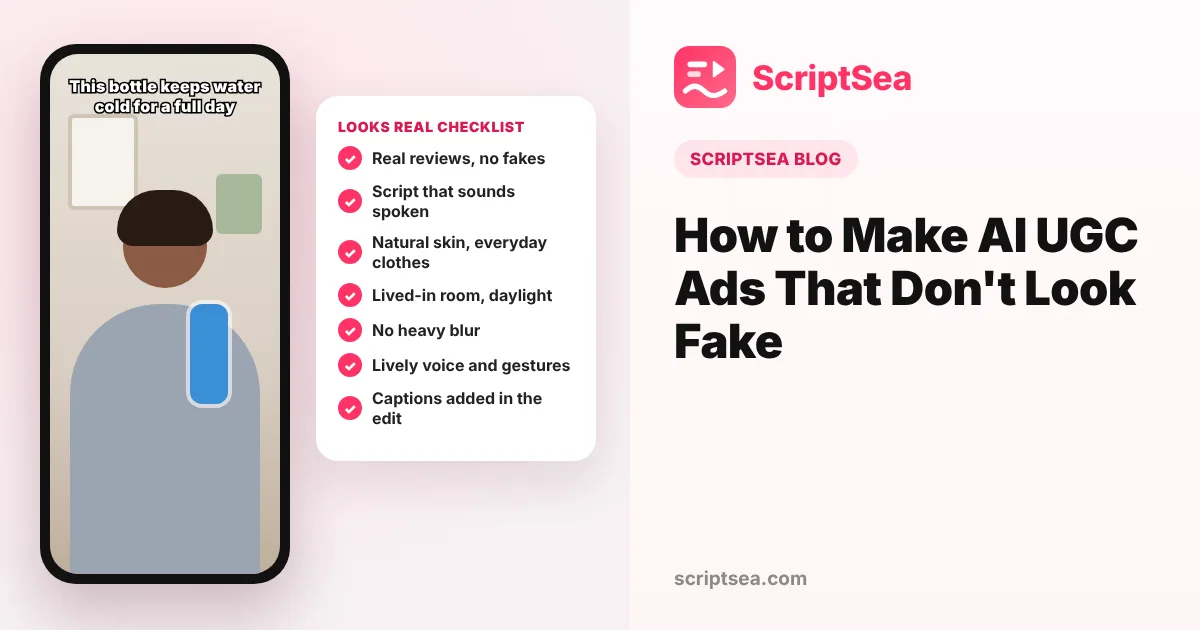 This bottle keeps water
cold for a full day
LOOKS REAL CHECKLIST
Real reviews, no fakes
Script that sounds
spoken
Natural skin, everyday
clothes
Lived-in room, daylight
No heavy blur
Lively voice and gestures
Captions added in the
edit
ScriptSea
SCRIPTSEA BLOG
How to Make AI UGC
Ads That Don't Look
Fake
scriptsea.com